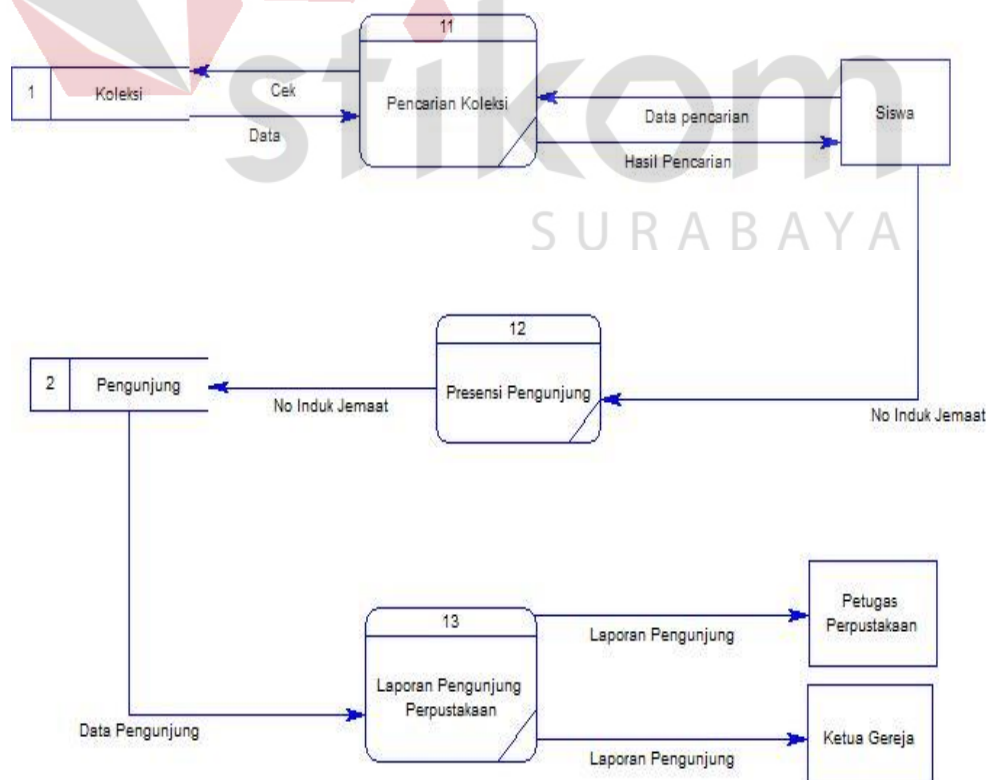 11
1
Koleksi
Cek
Data
Pencarian Koleksi
Data pencarian
Hasil Pencarian
Siswa
stikom
SURABAYA
12
2
Pengunjung
No Induk Jemaat
Presensi Pengunjung
No Induk Jemaat
13
Laporan Pengunjung
Perpustakaan
Data Pengunjung
Laporan Pengunjung
Petugas
Perpustakaan
Laporan Pengunjung
Ketua Gereja